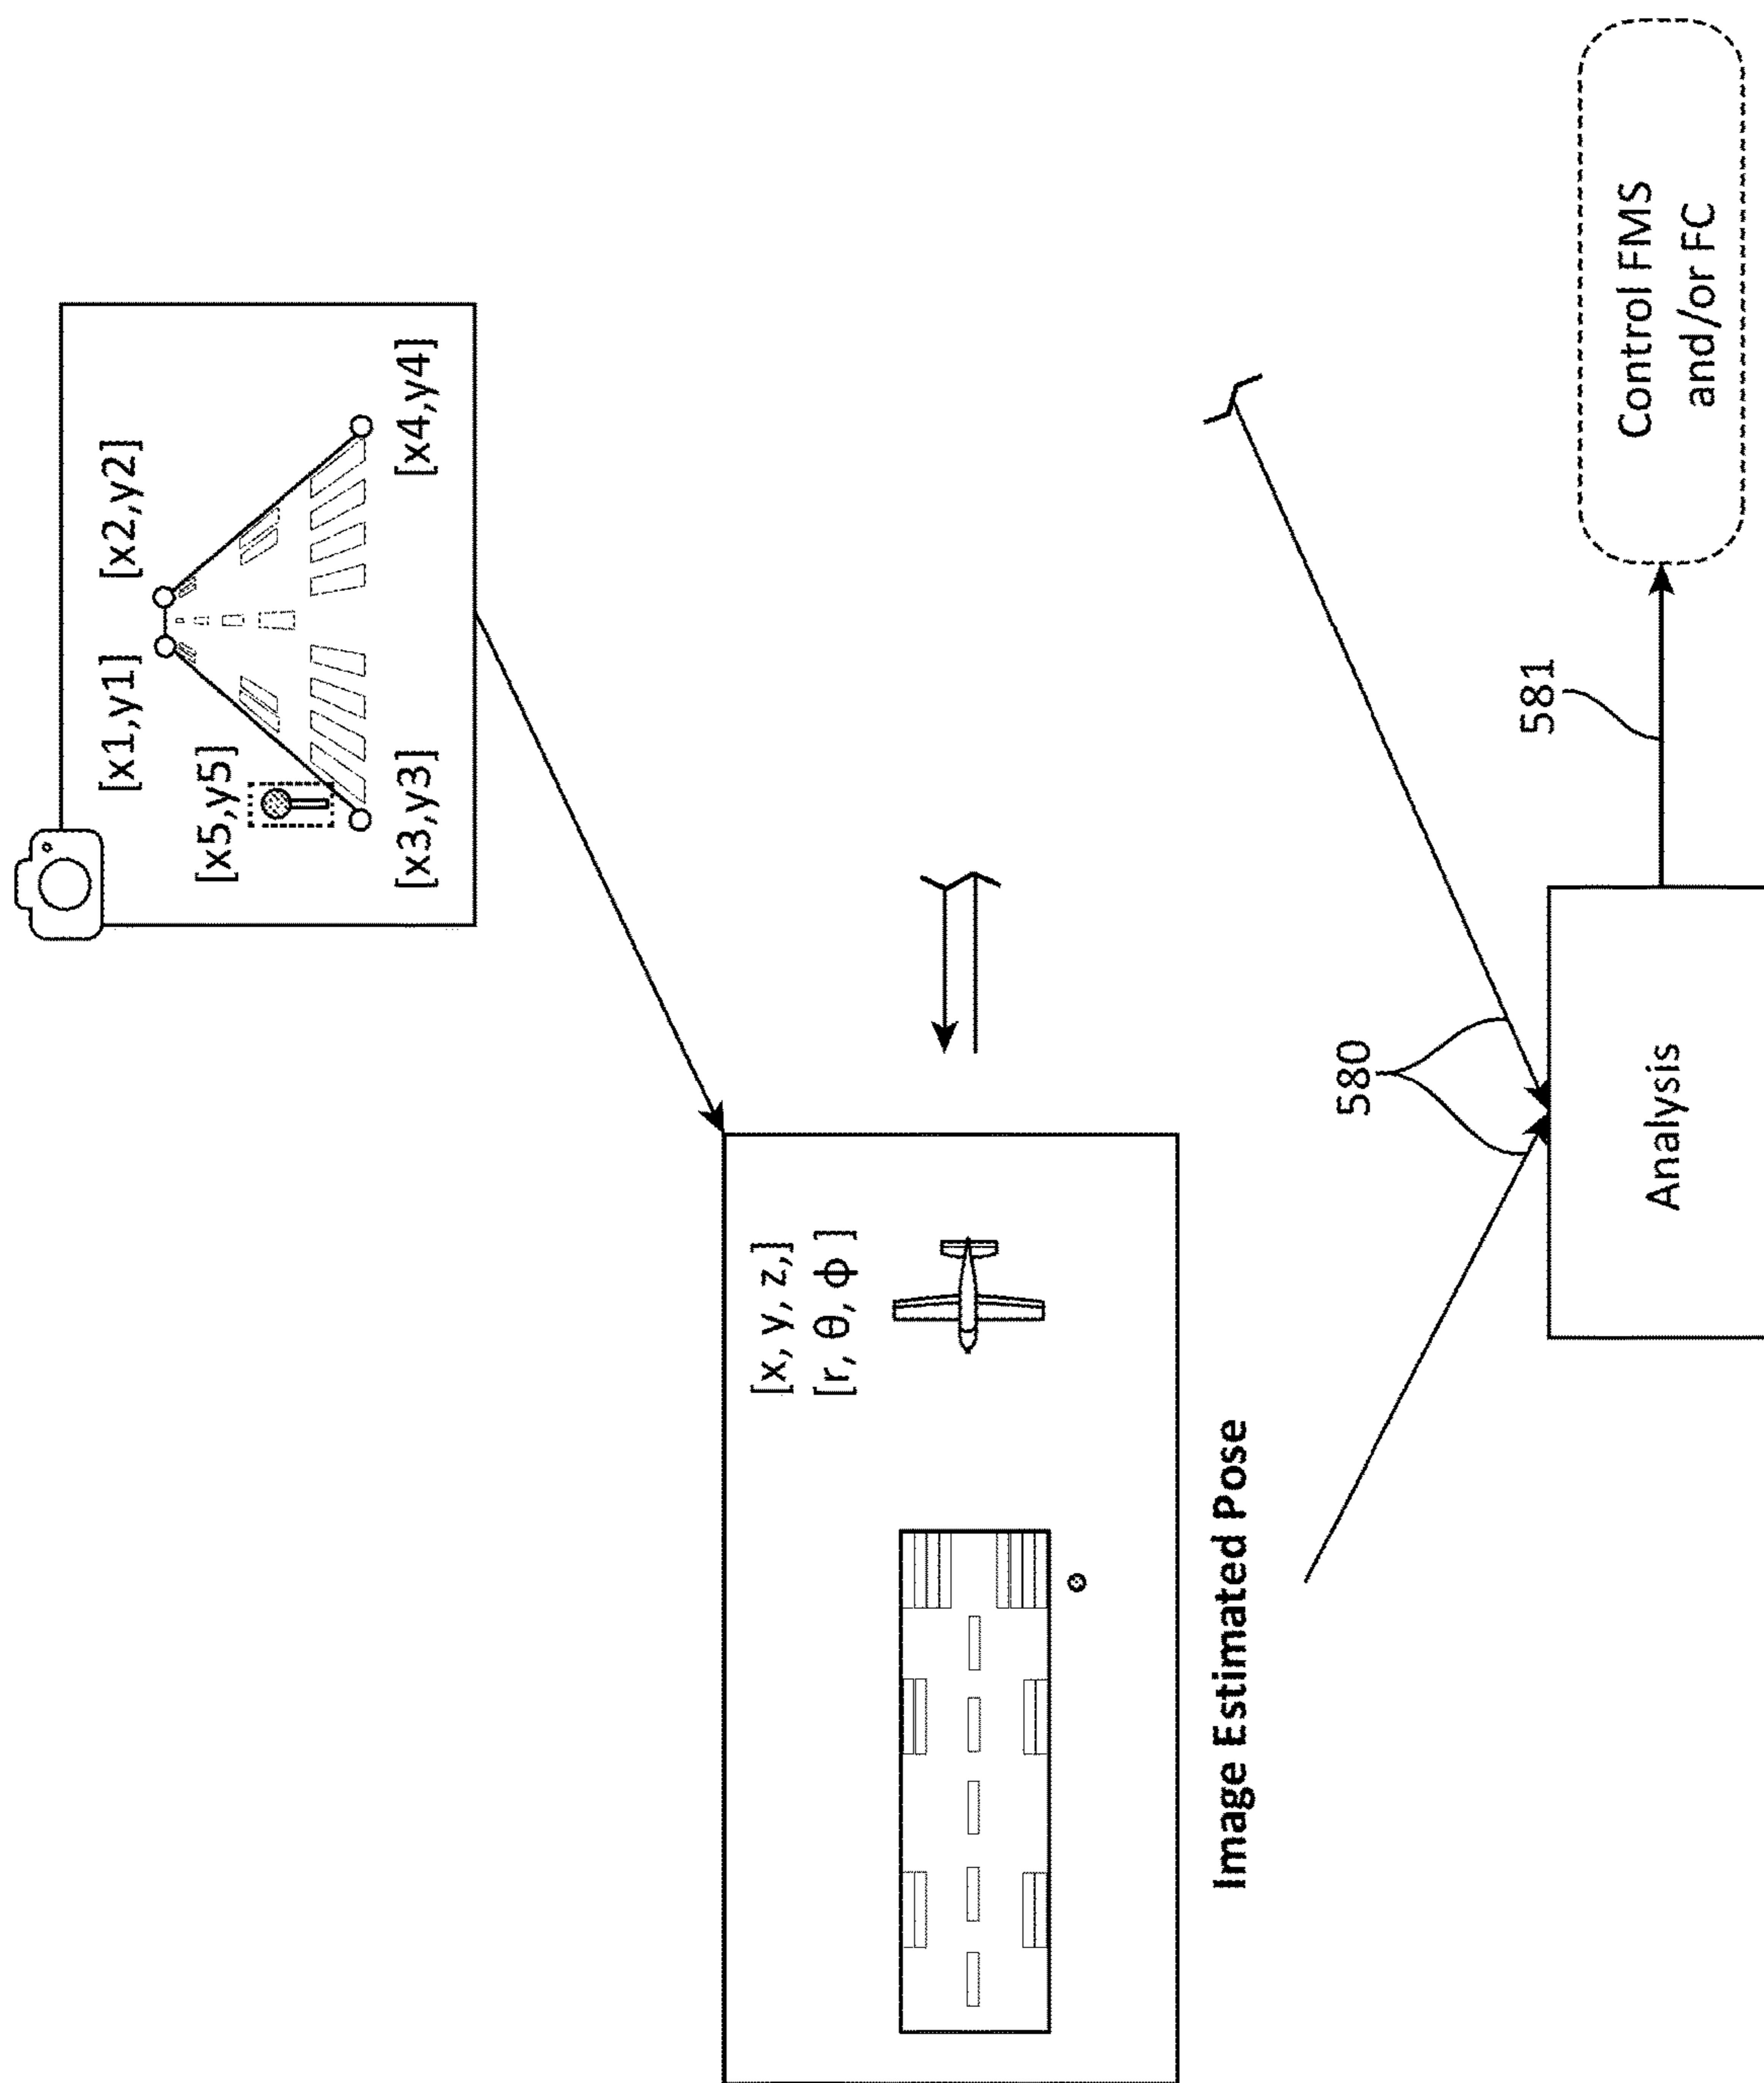 [x1,y1]
[x2,y2]
[x5,y5]
[x3,y3]
[x4,y4]
[x, y, z,]
[r, θ, ϕ ]
Image Estimated Pose
580
581
Analysis
Control FMS
and/or FC